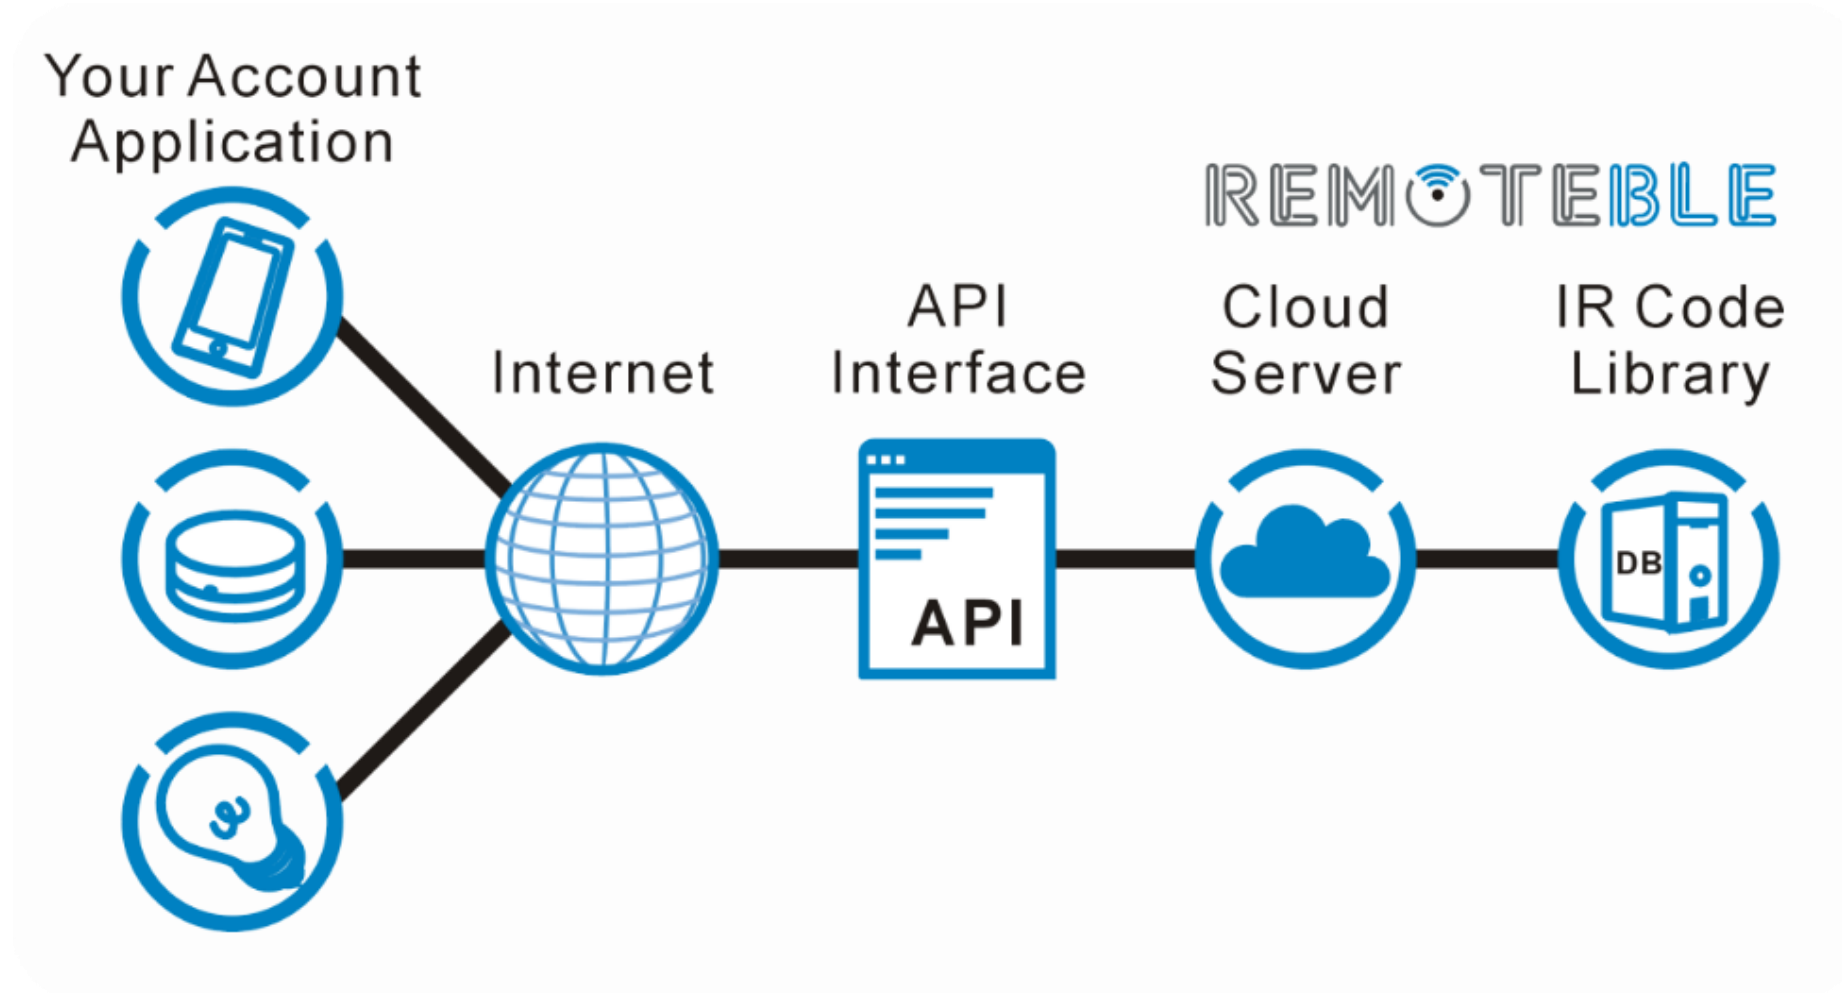 Your Account
Application
REMOTEBLE
Internet
API
Interface
Cloud
Server
IR Code
Library
API
DB